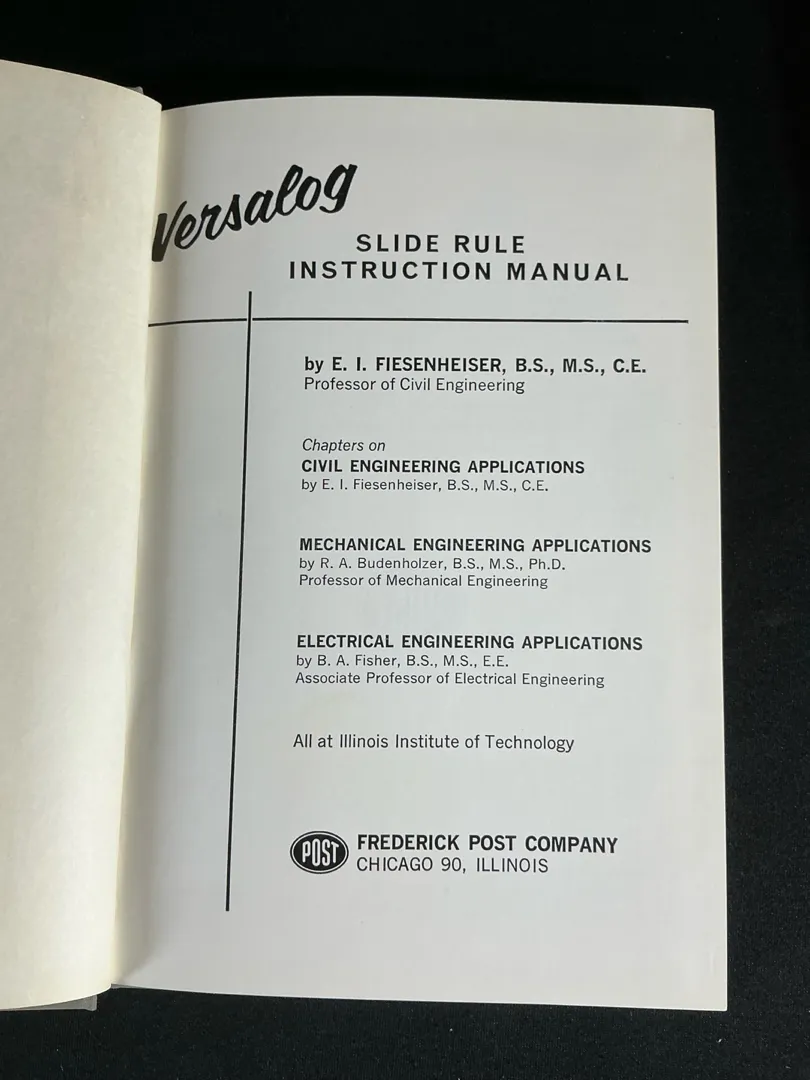 Versalog
SLIDE RULE
INSTRUCTION MANUAL
by E. I. FIESENHEISER, B.S., M.S., C.E.
Professor of Civil Engineering
Chapters on
CIVIL ENGINEERING APPLICATIONS
by E. I. Fiesenheiser, B.S., M.S., C.E.
MECHANICAL ENGINEERING APPLICATIONS
by R. A. Budenholzer, B.S., M.S., Ph.D.
Professor of Mechanical Engineering
ELECTRICAL ENGINEERING APPLICATIONS
by B. A. Fisher, B.S., M.S., E.E.
Associate Professor of Electrical Engineering
All at Illinois Institute of Technology
POST FREDERICK POST COMPANY
CHICAGO 90, ILLINOIS